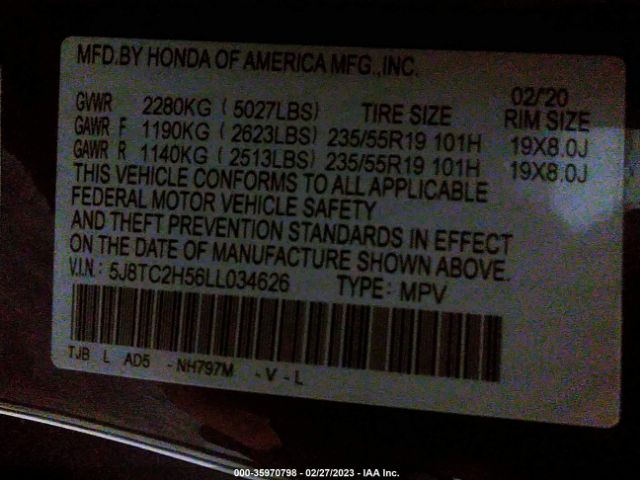 MFD.BY HONDA OF AMERICA MFG.,INC.
02/'20
GVWR 2280KG ( 5027LBS) TIRE SIZE RIM SIZE
GAWR F 1190KG ( 2623LBS) 235/55R19 101H 19X8.0J
GAWR R 1140KG ( 2513LBS) 235/55R19 101H 19X8.0J
THIS VEHICLE CONFORMS TO ALL APPLICABLE
FEDERAL MOTOR VEHICLE SAFETY
AND THEFT PREVENTION STANDARDS IN EFFECT
ON THE DATE OF MANUFACTURE SHOWN ABOVE.
V.I.N.: 5J8TC2H56LL034626 TYPE: MPV
TJB L AD5 -NH797M -V-L
000-35970798 - 02/27/2023 - IAA Inc.